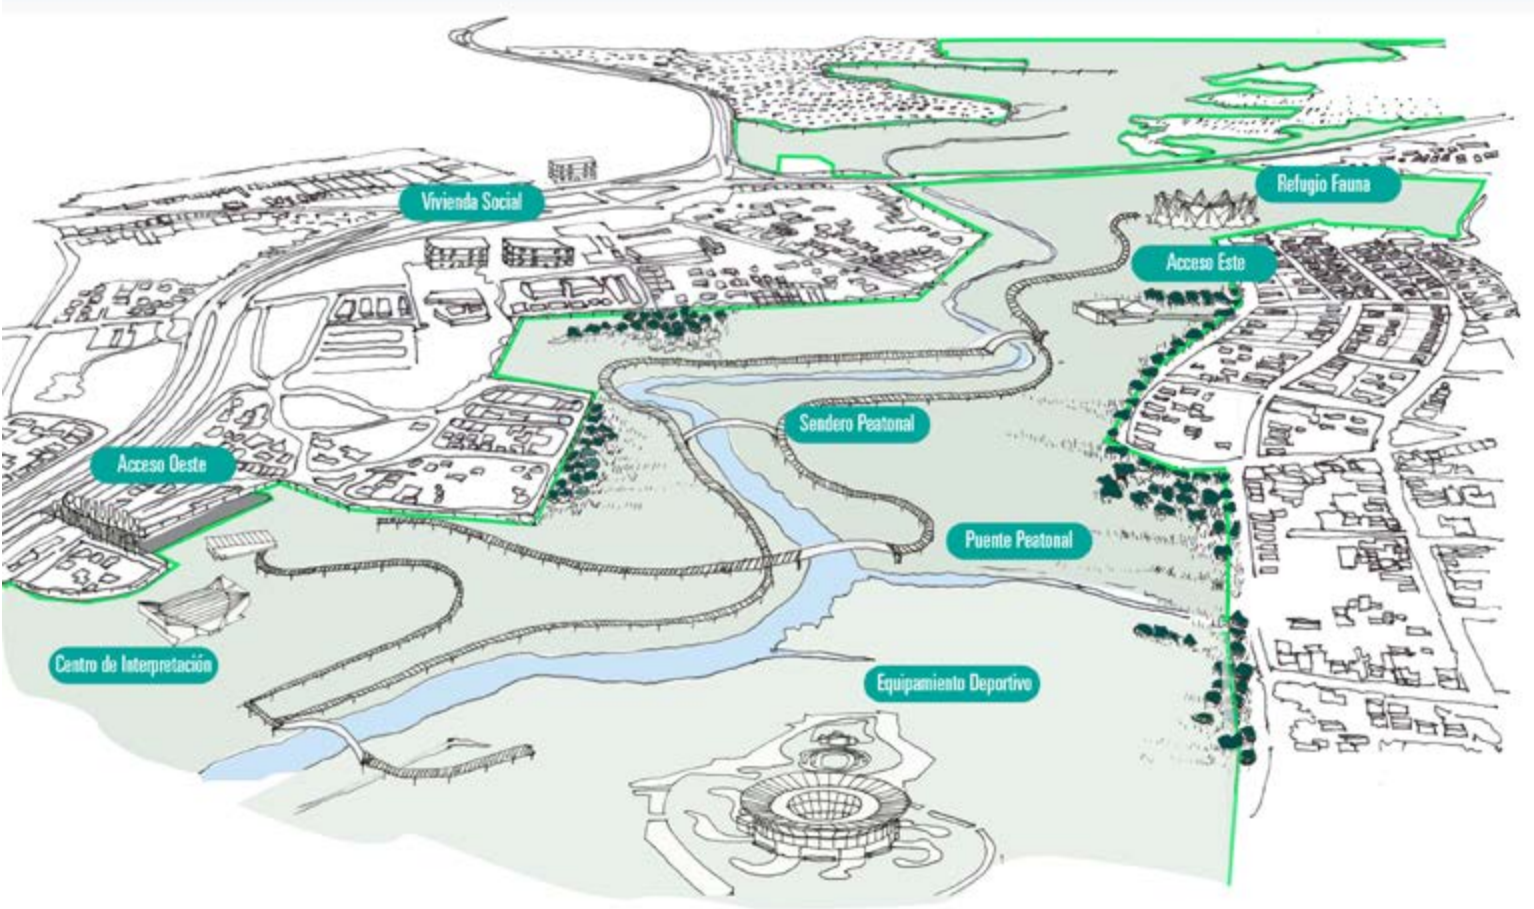 Refugio Fauna
Vivienda Social
Acceso Este
Sendero Peatonal
Acceso Oeste
Puente Peatonal
Centro de Interpretación
Equipamiento Deportivo